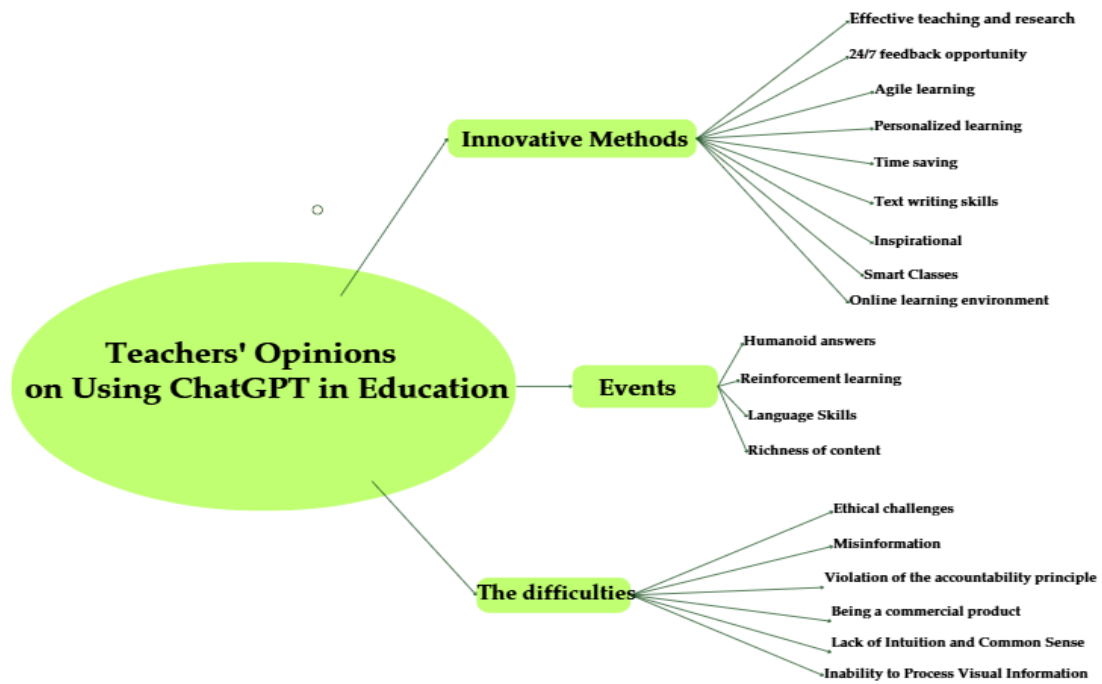 Teachers' Opinions
on Using ChatGPT in Education
Innovative Methods
Effective teaching and research
24/7 feedback opportunity
Agile learning
Personalized learning
Time saving
Text writing skills
Inspirational
Smart Classes
Online learning environment
Events
Humanoid answers
Reinforcement learning
Language Skills
Richness of content
The difficulties
Ethical challenges
Misinformation
Violation of the accountability principle
Being a commercial product
Lack of Intuition and Common Sense
Inability to Process Visual Information